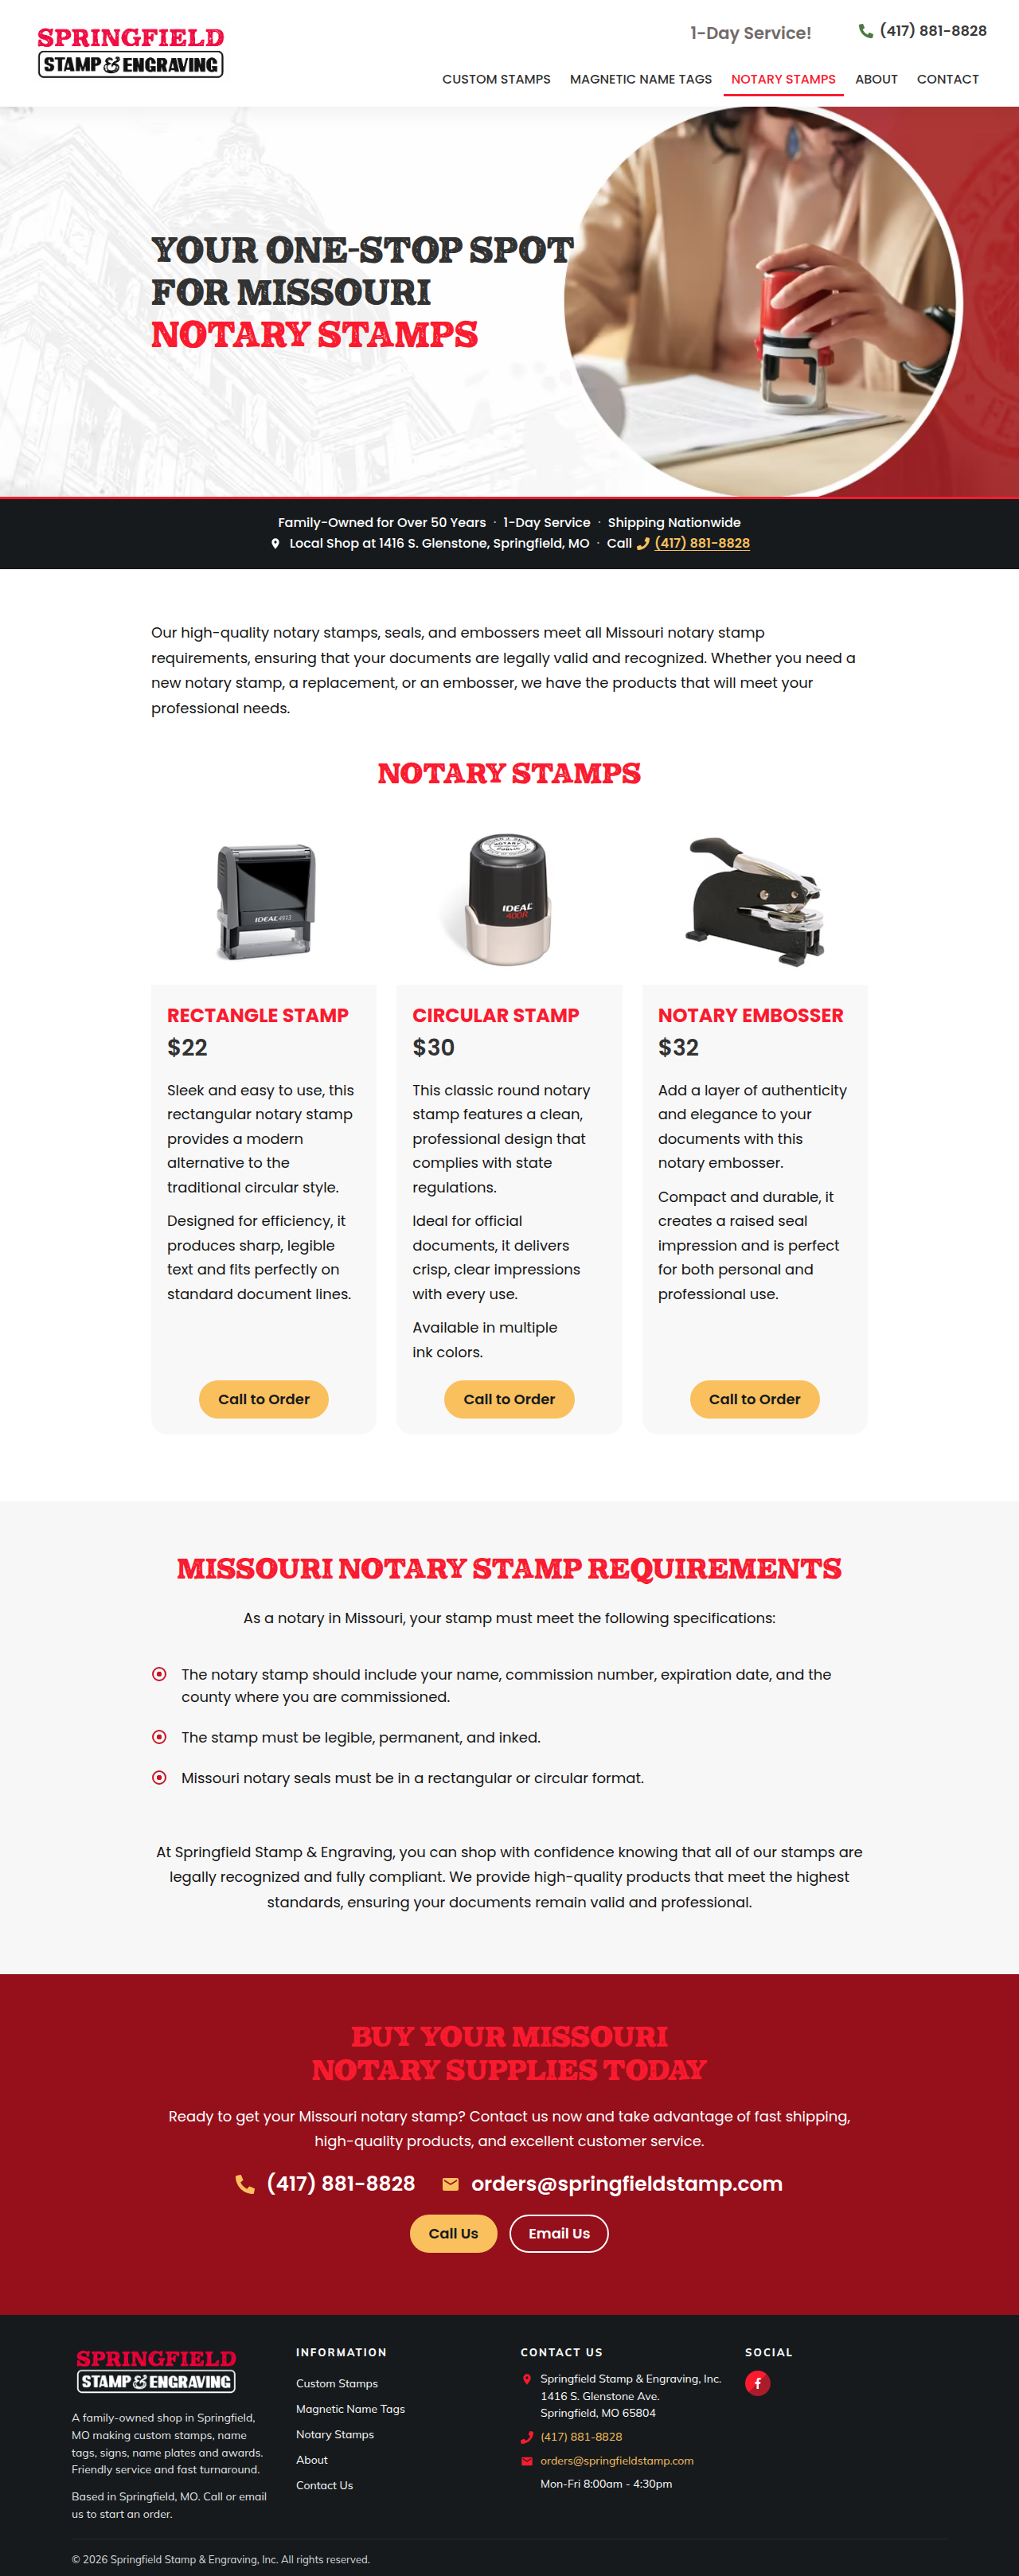 SPRINGFIELD
STAMP & ENGRAVING
1-Day Service!
(417) 881-8828
CUSTOM STAMPS MAGNETIC NAME TAGS NOTARY STAMPS ABOUT CONTACT
YOUR ONE-STOP SPOT
FOR MISSOURI
NOTARY STAMPS
Family-Owned for Over 50 Years · 1-Day Service · Shipping Nationwide
Local Shop at 1416 S. Glenstone, Springfield, MO · Call (417) 881-8828
Our high-quality notary stamps, seals, and embossers meet all Missouri notary stamp
requirements, ensuring that your documents are legally valid and recognized. Whether you need a
new notary stamp, a replacement, or an embosser, we have the products that will meet your
professional needs.
NOTARY STAMPS
IDEAL 4913
NOTARY
PUBLIC
IDEAL
400R
RECTANGLE STAMP
$22
Sleek and easy to use, this
rectangular notary stamp
provides a modern
alternative to the
traditional circular style.
Designed for efficiency, it
produces sharp, legible
text and fits perfectly on
standard document lines.
Call to Order
CIRCULAR STAMP
$30
This classic round notary
stamp features a clean,
professional design that
complies with state
regulations.
Ideal for official
documents, it delivers
crisp, clear impressions
with every use.
Available in multiple
ink colors.
Call to Order
NOTARY EMBOSSER
$32
Add a layer of authenticity
and elegance to your
documents with this
notary embosser.
Compact and durable, it
creates a raised seal
impression and is perfect
for both personal and
professional use.
Call to Order
MISSOURI NOTARY STAMP REQUIREMENTS
As a notary in Missouri, your stamp must meet the following specifications:
The notary stamp should include your name, commission number, expiration date, and the
county where you are commissioned.
The stamp must be legible, permanent, and inked.
Missouri notary seals must be in a rectangular or circular format.
At Springfield Stamp & Engraving, you can shop with confidence knowing that all of our stamps are
legally recognized and fully compliant. We provide high-quality products that meet the highest
standards, ensuring your documents remain valid and professional.
BUY YOUR MISSOURI
NOTARY SUPPLIES TODAY
Ready to get your Missouri notary stamp? Contact us now and take advantage of fast shipping,
high-quality products, and excellent customer service.
(417) 881-8828 orders@springfieldstamp.com
Call Us Email Us
SPRINGFIELD
STAMP & ENGRAVING
A family-owned shop in Springfield,
MO making custom stamps, name
tags, signs, name plates and awards.
Friendly service and fast turnaround.
Based in Springfield, MO. Call or email
us to start an order.
INFORMATION
Custom Stamps
Magnetic Name Tags
Notary Stamps
About
Contact Us
CONTACT US
Springfield Stamp & Engraving, Inc.
1416 S. Glenstone Ave.
Springfield, MO 65804
(417) 881-8828
orders@springfieldstamp.com
Mon-Fri 8:00am - 4:30pm
SOCIAL
© 2026 Springfield Stamp & Engraving, Inc. All rights reserved.